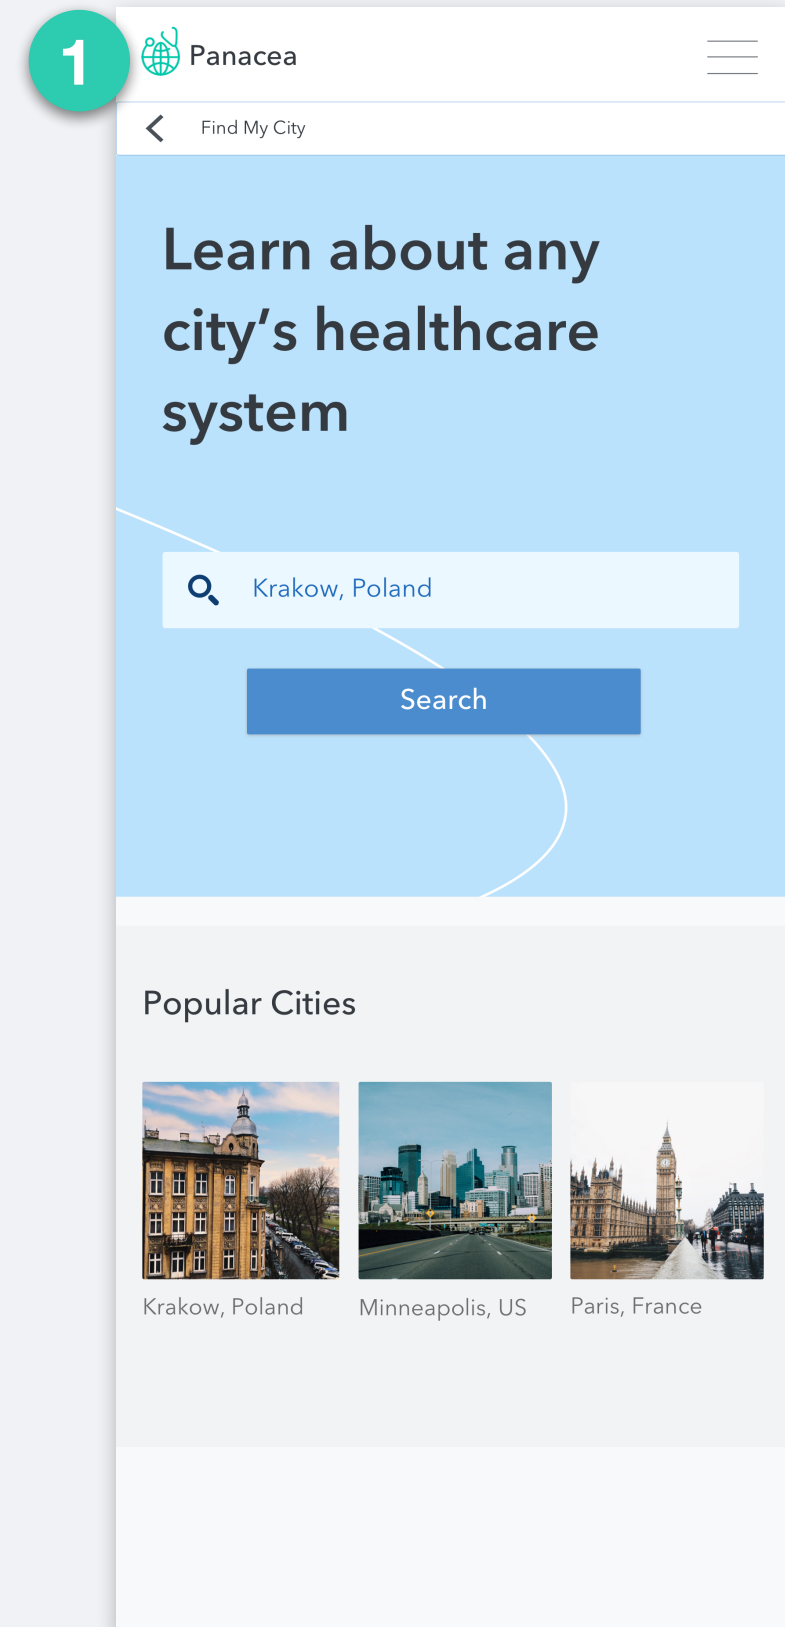 1
Panacea
Find My City
Learn about any
city’s healthcare
system
Krakow, Poland
Search
Popular Cities
Krakow, Poland
Minneapolis, US
Paris, France